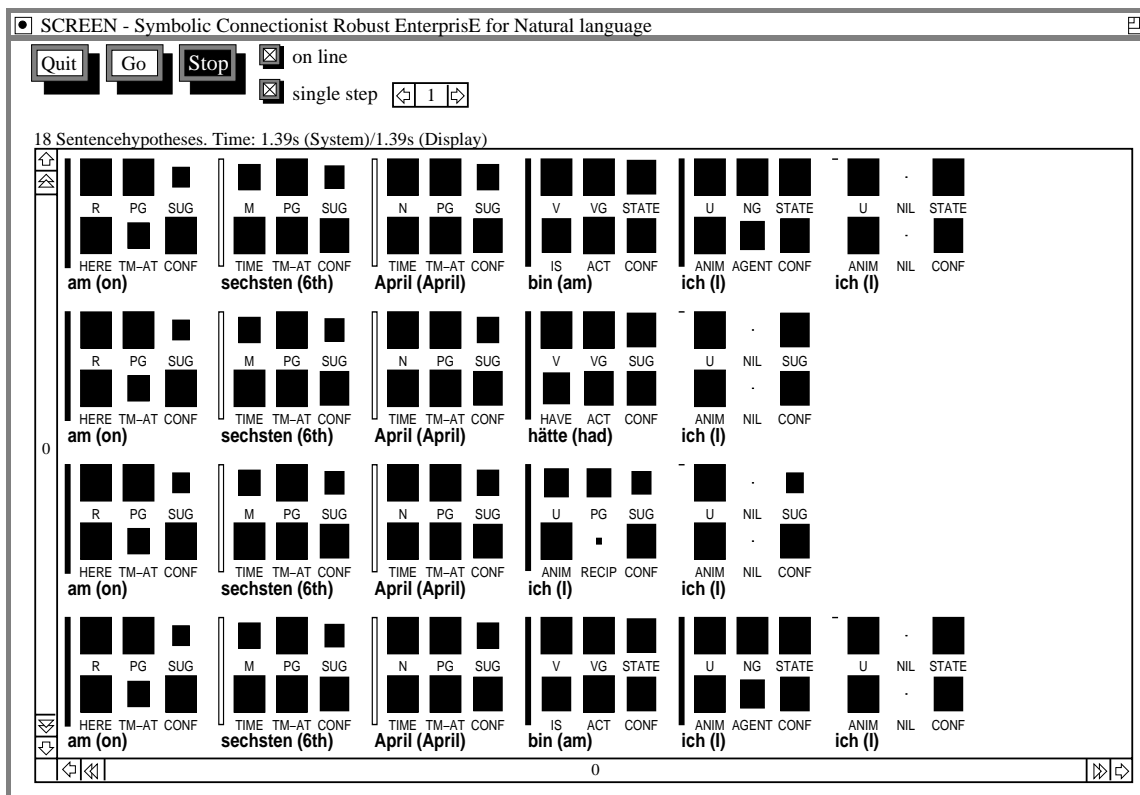 SCREEN - Symbolic Connectionist Robust EnterprisE for Natural language
Quit Go Stop on line
single step 1
18 Sentencehypotheses. Time: 1.39s (System)/1.39s (Display)
R PG SUG M PG SUG N PG SUG V VG STATE U NG STATE U NIL STATE
HERE TM–AT CONF TIME TM–AT CONF TIME TM–AT CONF IS ACT CONF ANIM AGENT CONF ANIM NIL CONF
am (on) sechsten (6th) April (April) bin (am) ich (I) ich (I)
R PG SUG M PG SUG N PG SUG V VG SUG U NIL SUG
HERE TM–AT CONF TIME TM–AT CONF TIME TM–AT CONF HAVE ACT CONF ANIM NIL CONF
am (on) sechsten (6th) April (April) hätte (had) ich (I)
0
R PG SUG M PG SUG N PG SUG U PG SUG U NIL SUG
HERE TM–AT CONF TIME TM–AT CONF TIME TM–AT CONF ANIM RECIP CONF ANIM NIL CONF
am (on) sechsten (6th) April (April) ich (I) ich (I)
R PG SUG M PG SUG N PG SUG V VG STATE U NG STATE U NIL STATE
HERE TM–AT CONF TIME TM–AT CONF TIME TM–AT CONF IS ACT CONF ANIM AGENT CONF ANIM NIL CONF
am (on) sechsten (6th) April (April) bin (am) ich (I) ich (I)
0